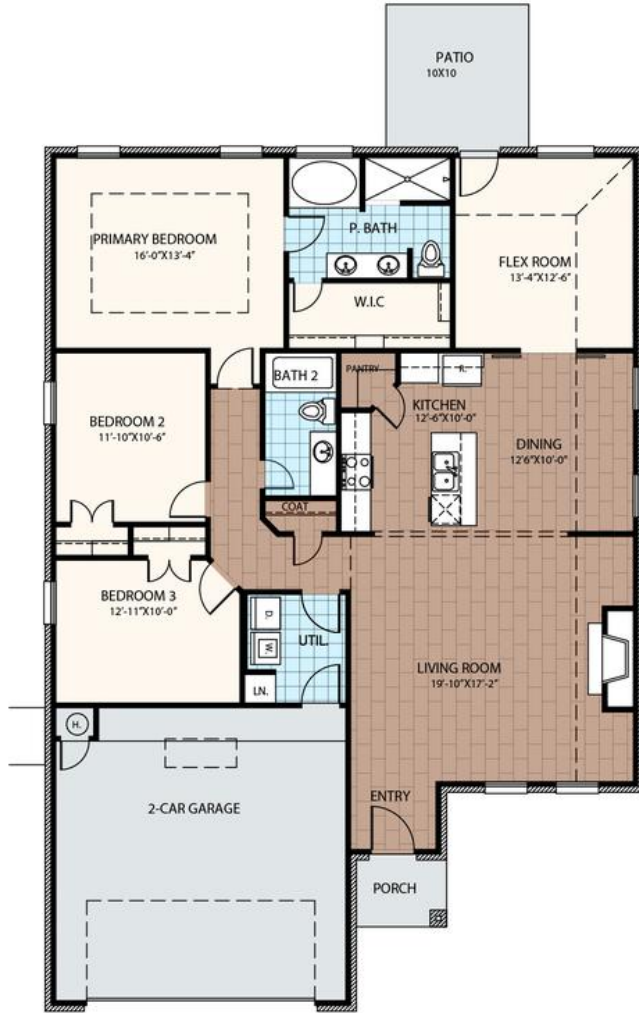 PATIO
10X10
PRIMARY BEDROOM
16'-0"X13'-4"
P. BATH
FLEX ROOM
13'-4"X12'-6"
W.I.C
BATH 2
PANTRY
R.
BEDROOM 2
11'-10"X10'-6"
KITCHEN
12'-6"X10'-0"
DINING
12'6"X10'-0"
COAT
BEDROOM 3
12'-11"X10'-0"
D.
W.
UTIL.
LN.
LIVING ROOM
19'-10"X17'-2"
H.
2-CAR GARAGE
ENTRY
PORCH